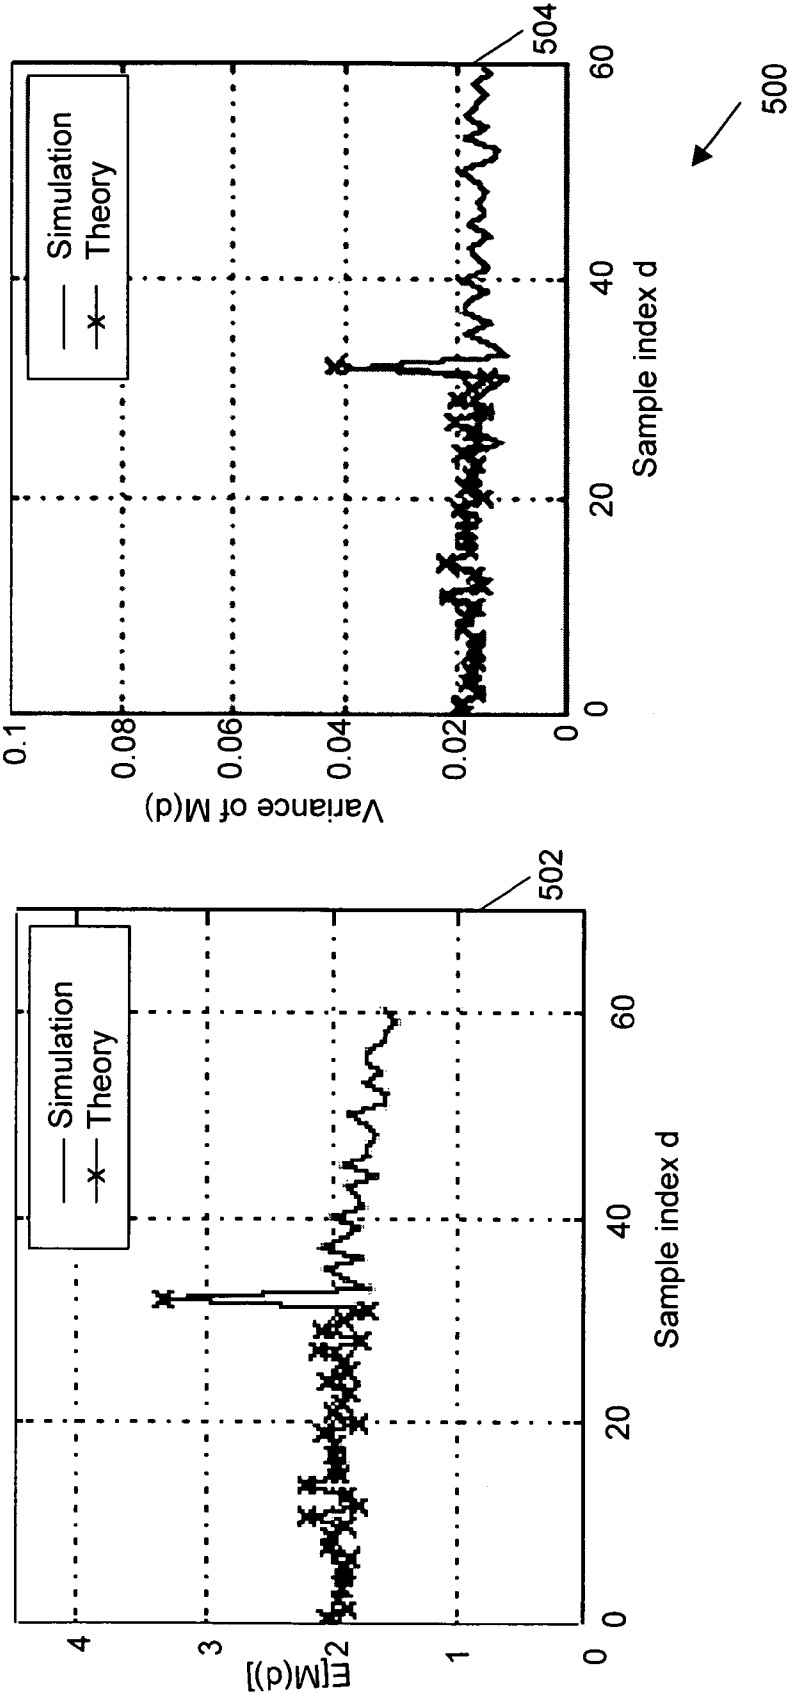 4
3
2
1
0
E[M(d)]
0
20
40
60
Sample index d
Simulation
Theory
502
0.1
0.08
0.06
0.04
0.02
0
Variance of M(d)
0
20
40
60
Sample index d
Simulation
Theory
504
500